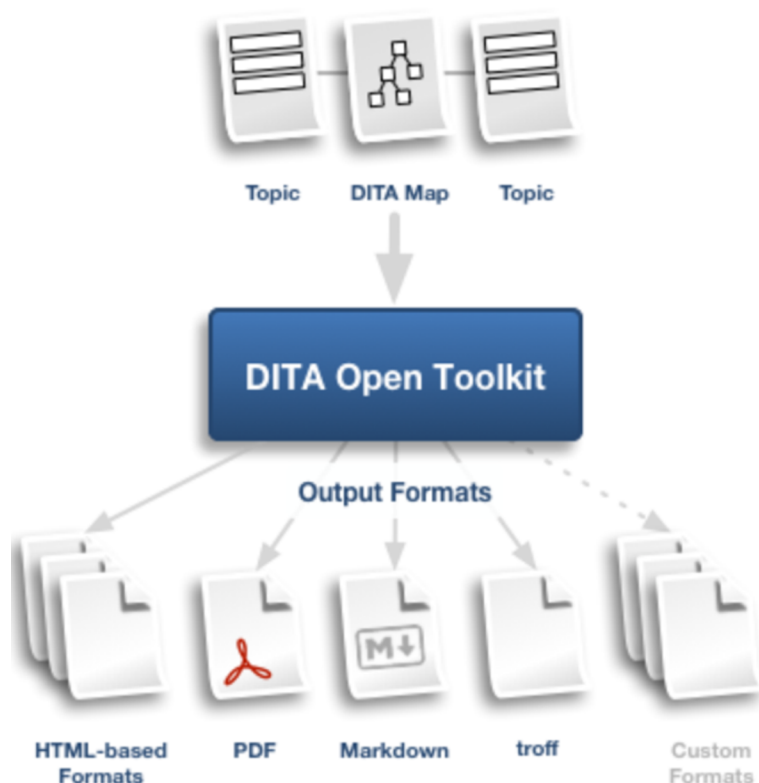 Topic
DITA Map
Topic
DITA Open Toolkit
Output Formats
M
HTML-based
Formats
PDF
Markdown
troff
Custom
Formats